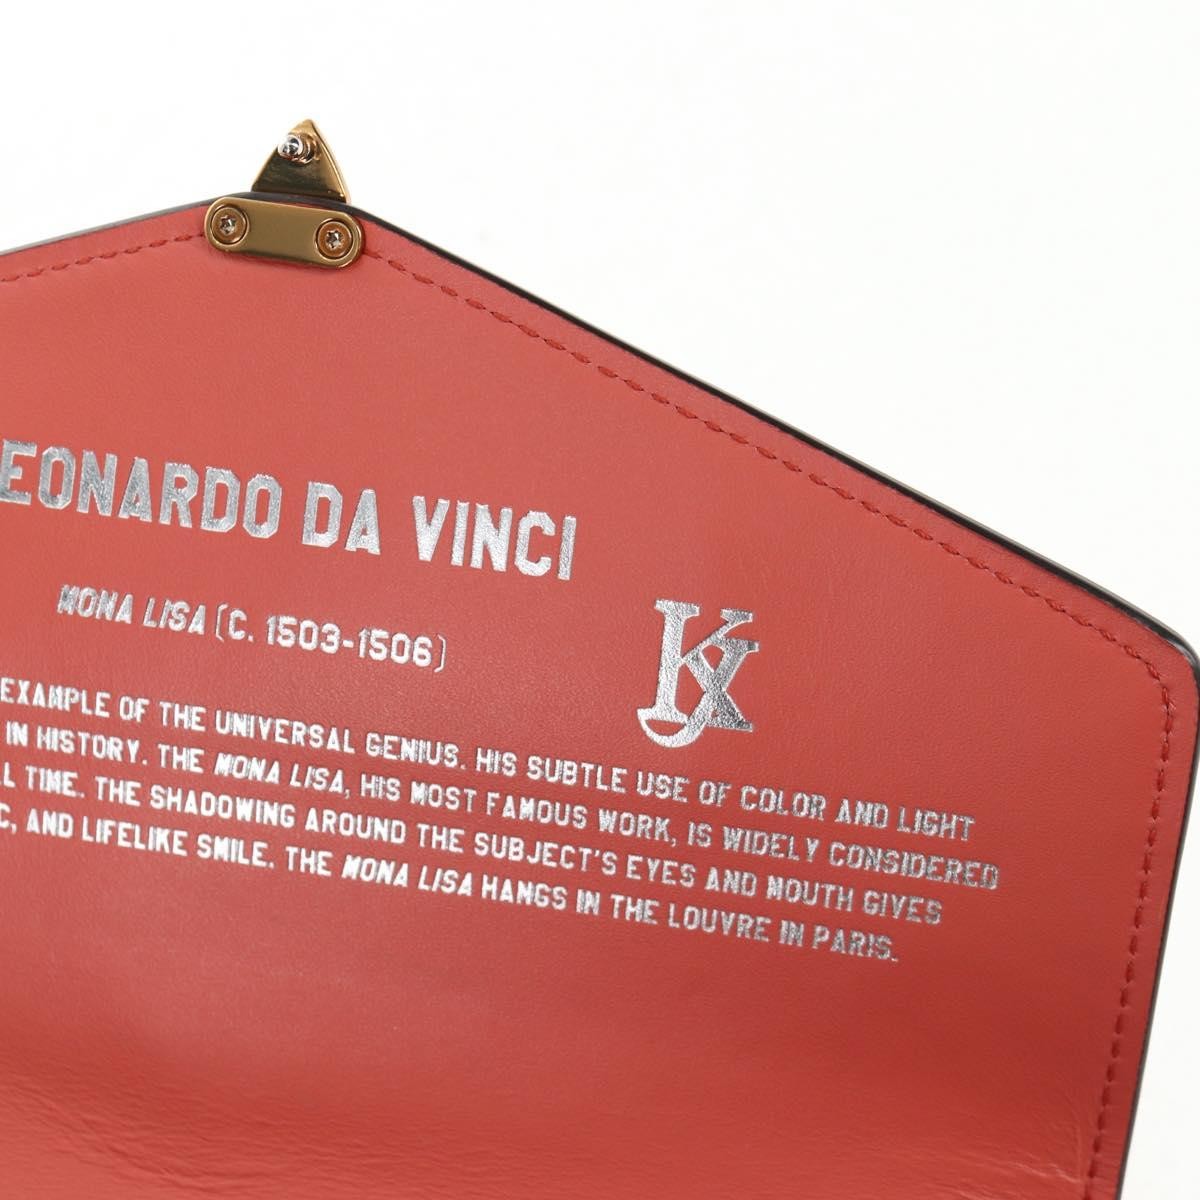 EONARDO DA VINCI
MONA LISA (C. 1503-1506)
EXAMPLE OF THE UNIVERSAL GENIUS. HIS SUBTLE USE OF COLOR AND LIGHT
IN HISTORY. THE MONA LISA, HIS MOST FAMOUS WORK, IS WIDELY CONSIDERED
LL TIME. THE SHADOWING AROUND THE SUBJECT'S EYES AND MOUTH GIVES
C, AND LIFELIKE SMILE. THE MONA LISA HANGS IN THE LOUVRE IN PARIS.